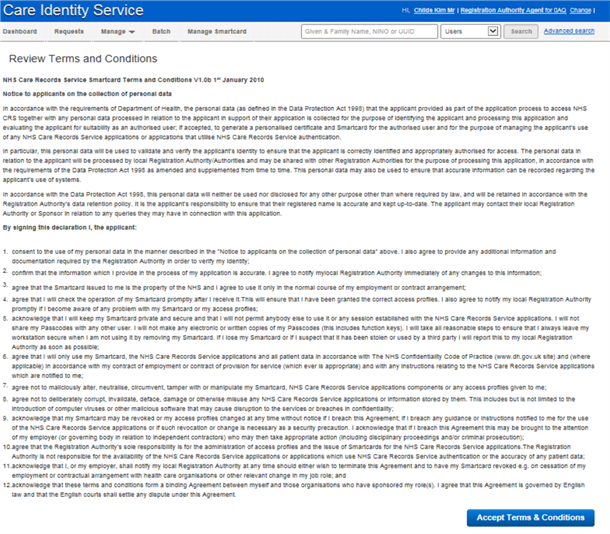 Care Identity Service
Hi, Childs Kim Mr | Registration Authority Agent for 0AQ Change |
Dashboard Requests Manage Batch Manage Smartcard Given & Family Name, NINO or UUID Users Search Advanced search
Review Terms and Conditions
NHS Care Records Service Smartcard Terms and Conditions V1.0b 1st January 2010
Notice to applicants on the collection of personal data
In accordance with the requirements of Department of Health, the personal data (as defined in the Data Protection Act 1998) that the applicant provided as part of the application process to access NHS
CRS together with any personal data processed in relation to the applicant in support of their application is collected for the purpose of identifying the applicant and processing this application and
evaluating the applicant for suitability as an authorised user; if accepted, to generate a personalised certificate and Smartcard for the authorised user and for the purpose of managing the applicant's use
of any NHS Care Records Service applications or applications that utilise NHS Care Records Service authentication.
In particular, this personal data will be used to validate and verify the applicant's identity to ensure that the applicant is correctly identified and appropriately authorised for access. The personal data in
relation to the applicant will be processed by local Registration Authority/Authorities and may be shared with other Registration Authorities for the purpose of processing this application, in accordance with
the requirements of the Data Protection Act 1998 as amended and supplemented from time to time. This personal data may also be used to ensure that accurate information can be recorded regarding the
applicant's use of systems.
In accordance with the Data Protection Act 1998, this personal data will neither be used nor disclosed for any other purpose other than where required by law, and will be retained in accordance with the
Registration Authority's data retention policy. It is the applicant's responsibility to ensure that their registered name is accurate and kept up-to-date. The applicant may contact their local Registration
Authority or Sponsor in relation to any queries they may have in connection with this application.
By signing this declaration I, the applicant:
1. consent to the use of my personal data in the manner described in the "Notice to applicants on the collection of personal data" above. I also agree to provide any additional information and
documentation required by the Registration Authority in order to verify my identity;
2. confirm that the information which I provide in the process of my application is accurate. I agree to notify mylocal Registration Authority immediately of any changes to this information;
3. agree that the Smartcard issued to me is the property of the NHS and I agree to use it only in the normal course of my employment or contract arrangement;
4. agree that I will check the operation of my Smartcard promptly after I receive it.This will ensure that I have been granted the correct access profiles. I also agree to notify my local Registration Authority
promptly if I become aware of any problem with my Smartcard or my access profiles;
5. acknowledge that I will keep my Smartcard private and secure and that I will not permit anybody else to use it or any session established with the NHS Care Records Service applications. I will not
share my Passcodes with any other user. I will not make any electronic or written copies of my Passcodes (this includes function keys). I will take all reasonable steps to ensure that I always leave my
workstation secure when I am not using it by removing my Smartcard. If I lose my Smartcard or if I suspect that it has been stolen or used by a third party I will report this to my local Registration
Authority as soon as possible;
6. agree that I will only use my Smartcard, the NHS Care Records Service applications and all patient data in accordance with The NHS Confidentiality Code of Practice (www.dh.gov.uk site) and (where
applicable) in accordance with my contract of employment or contract of provision for service (which ever is appropriate) and with any instructions relating to the NHS Care Records Service applications
which are notified to me;
7. agree not to maliciously alter, neutralise, circumvent, tamper with or manipulate my Smartcard, NHS Care Records Service applications components or any access profiles given to me;
8. agree not to deliberately corrupt, invalidate, deface, damage or otherwise misuse any NHS Care Records Service applications or information stored by them. This includes but is not limited to the
introduction of computer viruses or other malicious software that may cause disruption to the services or breaches in confidentiality;
9. acknowledge that my Smartcard may be revoked or my access profiles changed at any time without notice if I breach this Agreement; if I breach any guidance or instructions notified to me for the use
of the NHS Care Records Service applications or if such revocation or change is necessary as a security precaution. I acknowledge that if I breach this Agreement this may be brought to the attention
of my employer (or governing body in relation to independent contractors) who may then take appropriate action (including disciplinary proceedings and/or criminal prosecution);
10. agree that the Registration Authority's sole responsibility is for the administration of access profiles and the issue of Smartcards for the NHS Care Records Service applications.The Registration
Authority is not responsible for the availability of the NHS Care Records Service applications or applications which use NHS Care Records Service authentication or the accuracy of any patient data;
11. acknowledge that I, or my employer, shall notify my local Registration Authority at any time should either wish to terminate this Agreement and to have my Smartcard revoked e.g. on cessation of my
employment or contractual arrangement with health care organisations or other relevant change in my job role; and
12. acknowledge that these terms and conditions form a binding Agreement between myself and those organisations who have sponsored my role(s). I agree that this Agreement is governed by English
law and that the English courts shall settle any dispute under this Agreement.
Accept Terms & Conditions